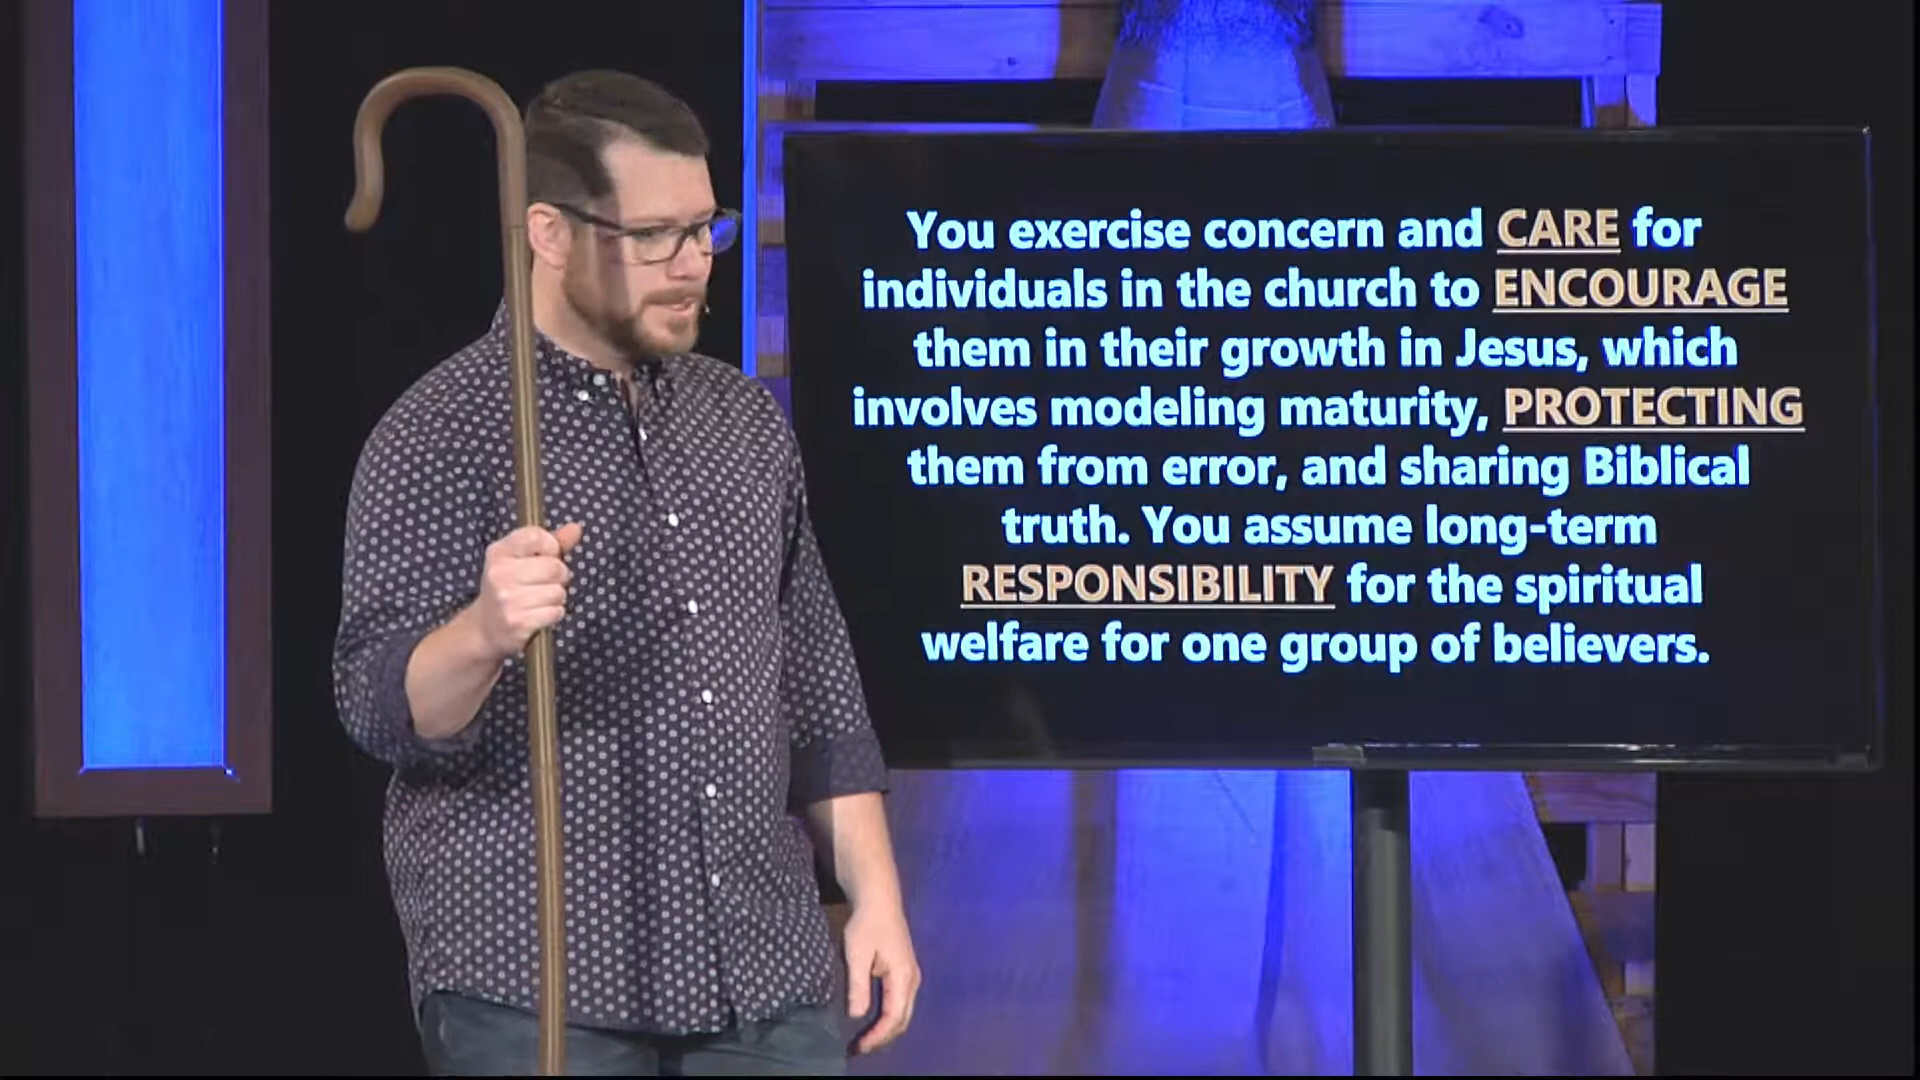 You exercise concern and CARE for
individuals in the church to ENCOURAGE
them in their growth in Jesus, which
involves modeling maturity, PROTECTING
them from error, and sharing Biblical
truth. You assume long-term
RESPONSIBILITY for the spiritual
welfare for one group of believers.